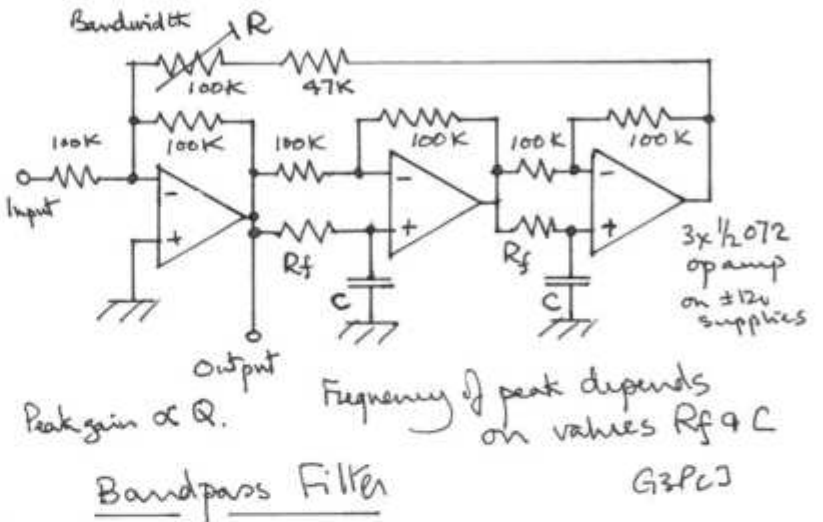 Bandwidth
R
100K
47K
100K
100K
100K
100K
100K
100K
Input
Rf
C
Rf
C
3x 1/2 072
op amp
on ±12v
supplies
Output
Peak gain ∝ Q.
Frequency of peak depends
on values Rf & C
Bandpass Filter
G3PCJ